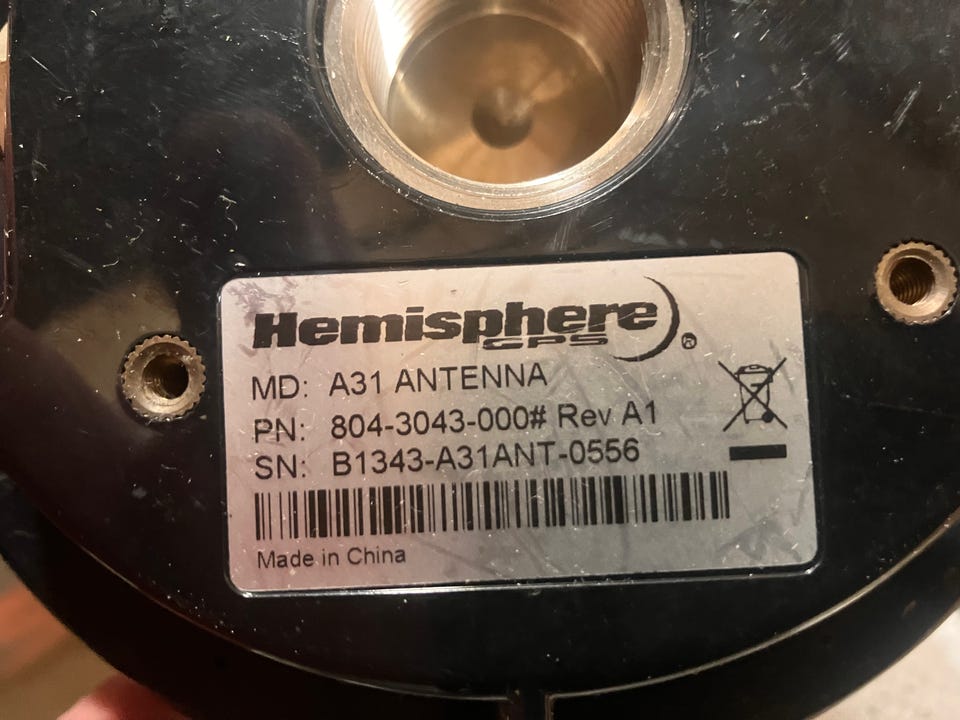 Hemisphere
GPS ®
MD: A31 ANTENNA
PN: 804-3043-000# Rev A1
SN: B1343-A31ANT-0556
Made in China